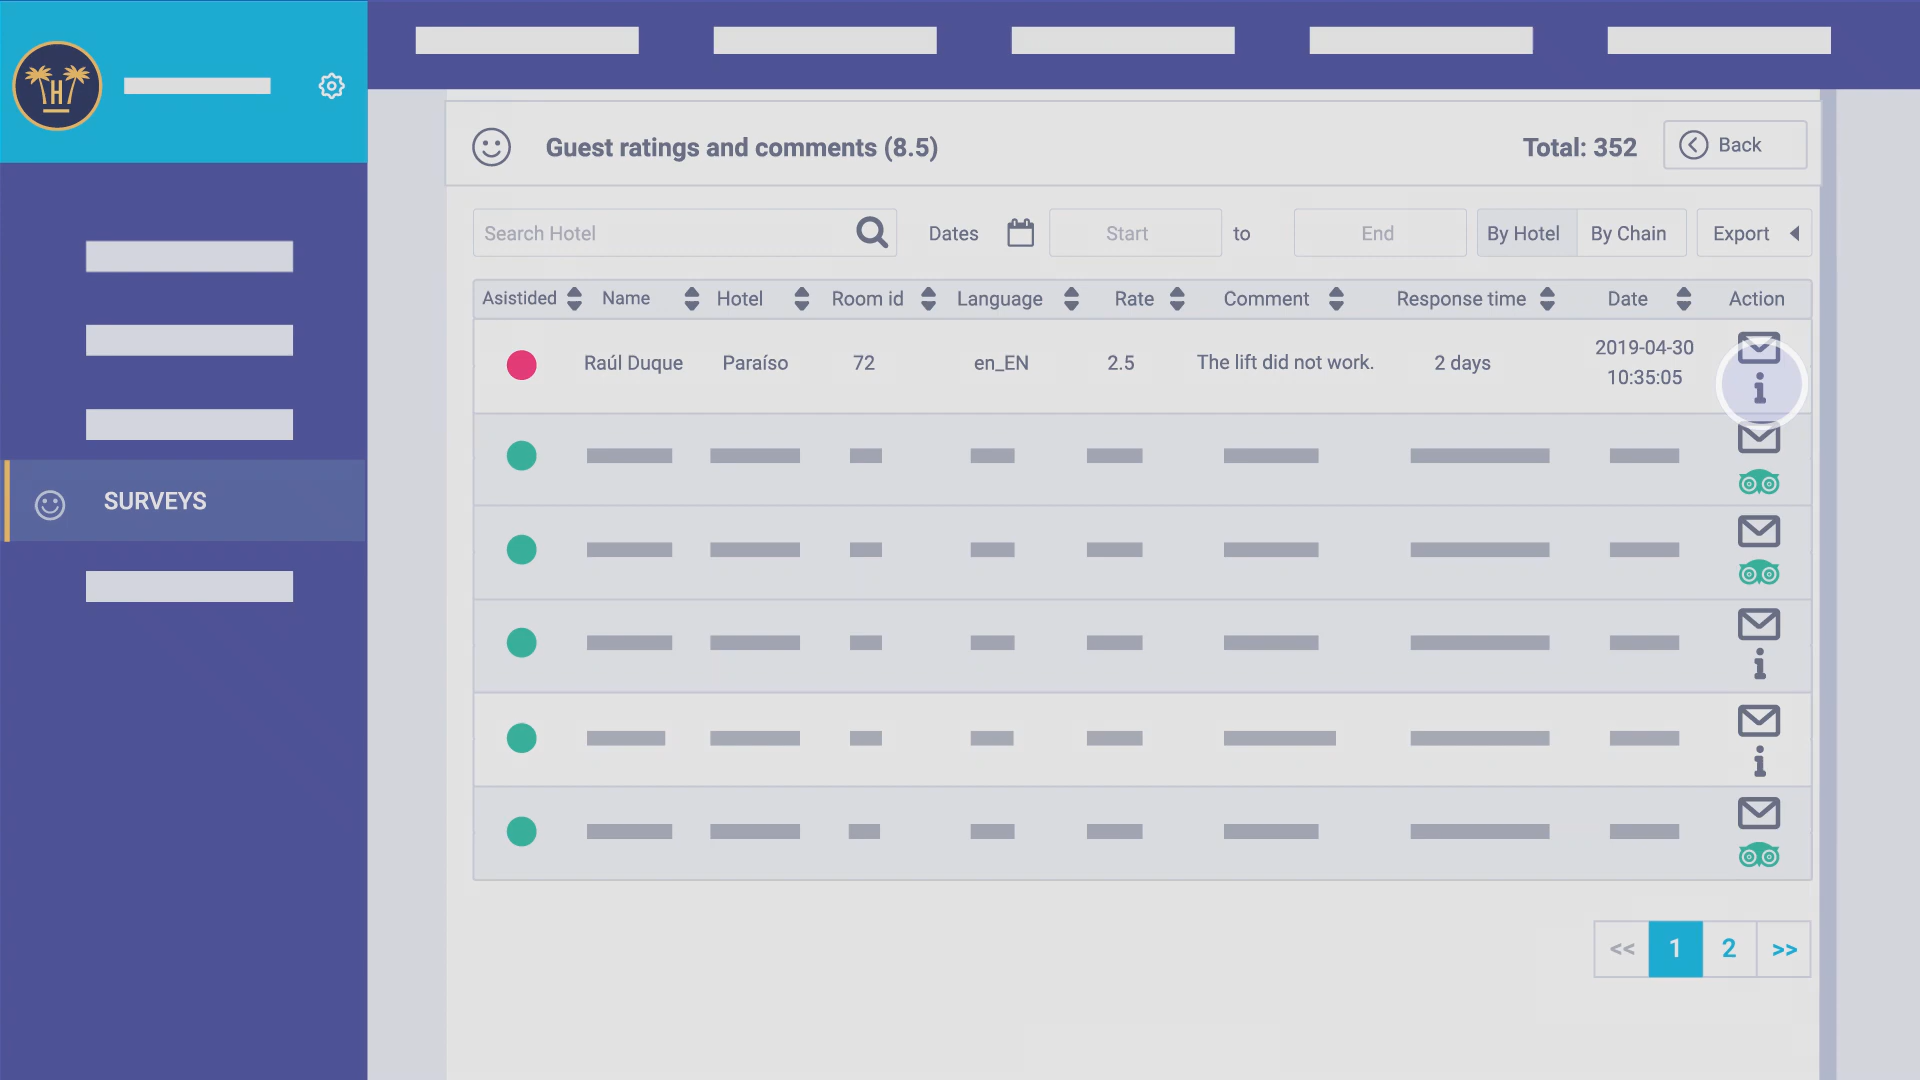 H
Guest ratings and comments (8.5)
Total: 352
Back
Search Hotel
Dates
Start
to
End
By Hotel
By Chain
Export
Asistided Name Hotel Room id Language Rate Comment Response time Date Action
Raúl Duque Paraíso 72 en_EN 2.5 The lift did not work. 2 days 2019-04-30
10:35:05
SURVEYS
<< 1 2 >>